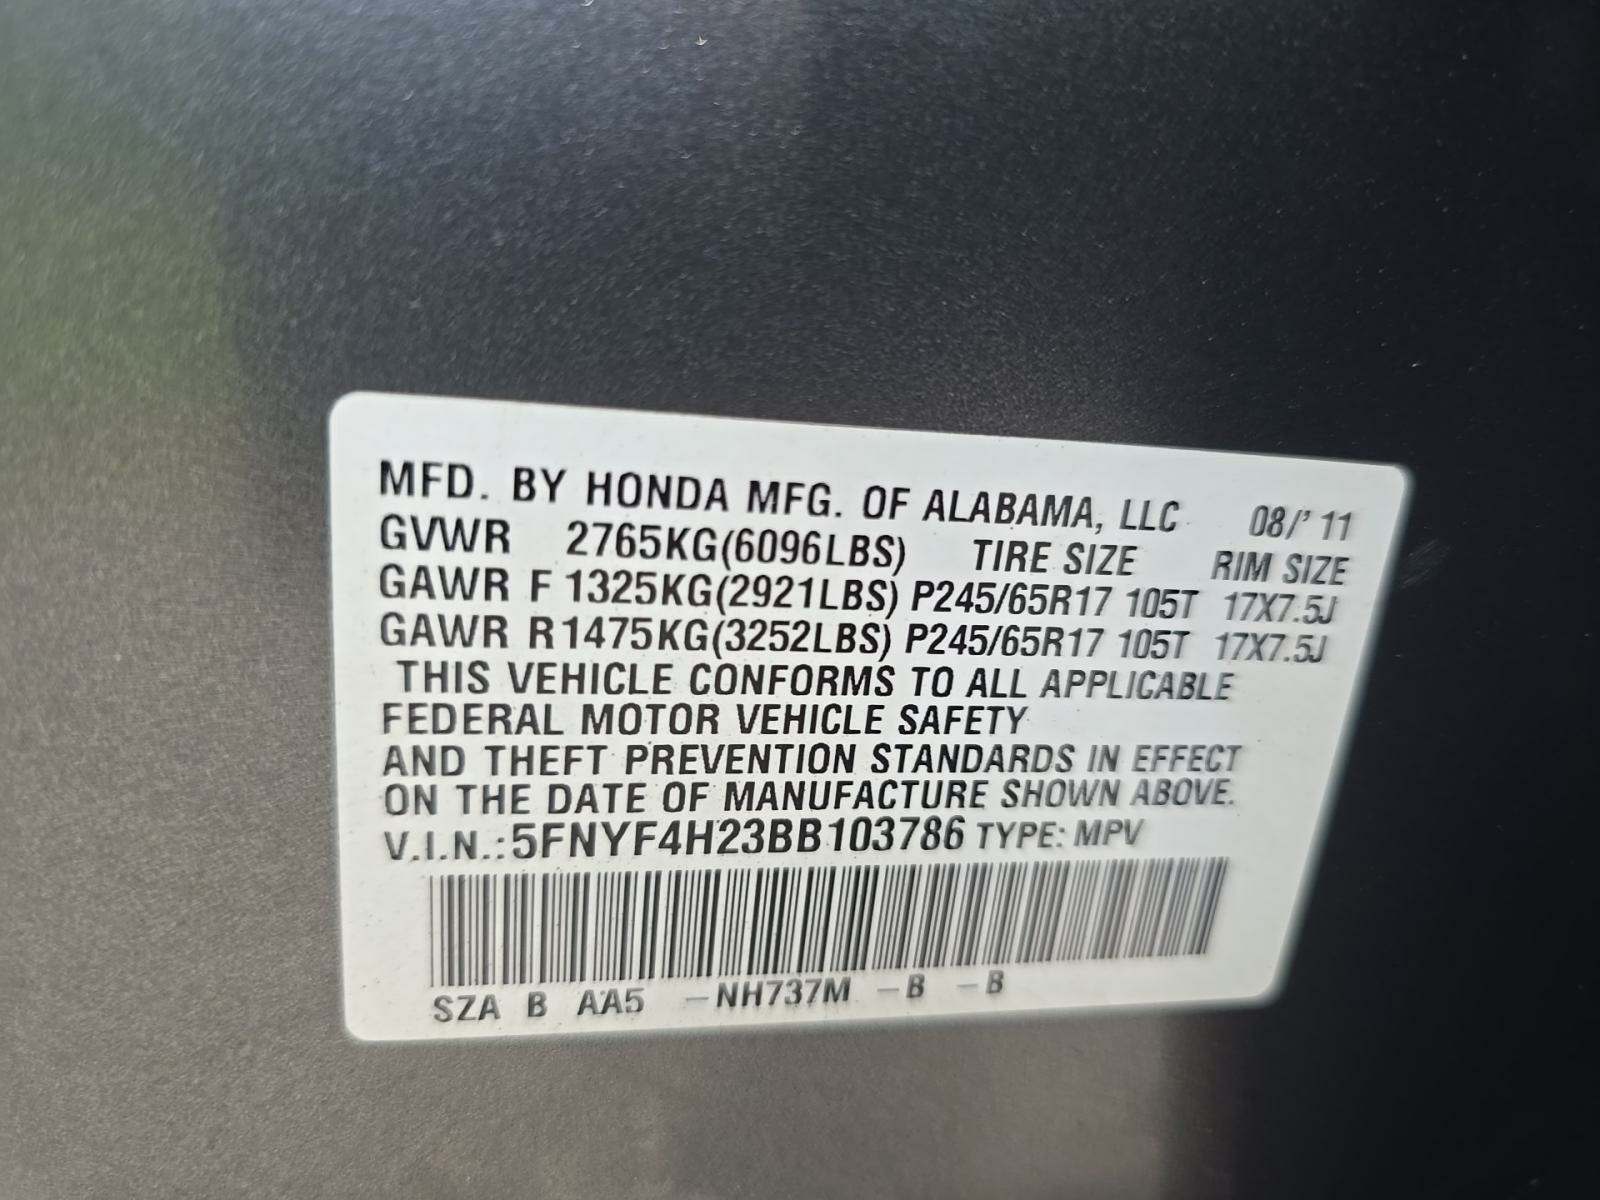 MFD. BY HONDA MFG. OF ALABAMA, LLC 08/' 11
GVWR 2765KG(6096LBS) TIRE SIZE RIM SIZE
GAWR F 1325KG(2921LBS) P245/65R17 105T 17X7.5J
GAWR R 1475KG(3252LBS) P245/65R17 105T 17X7.5J
THIS VEHICLE CONFORMS TO ALL APPLICABLE
FEDERAL MOTOR VEHICLE SAFETY
AND THEFT PREVENTION STANDARDS IN EFFECT
ON THE DATE OF MANUFACTURE SHOWN ABOVE.
V.I.N.:5FNYF4H23BB103786 TYPE: MPV
SZA B AA5 -NH737M -B -B